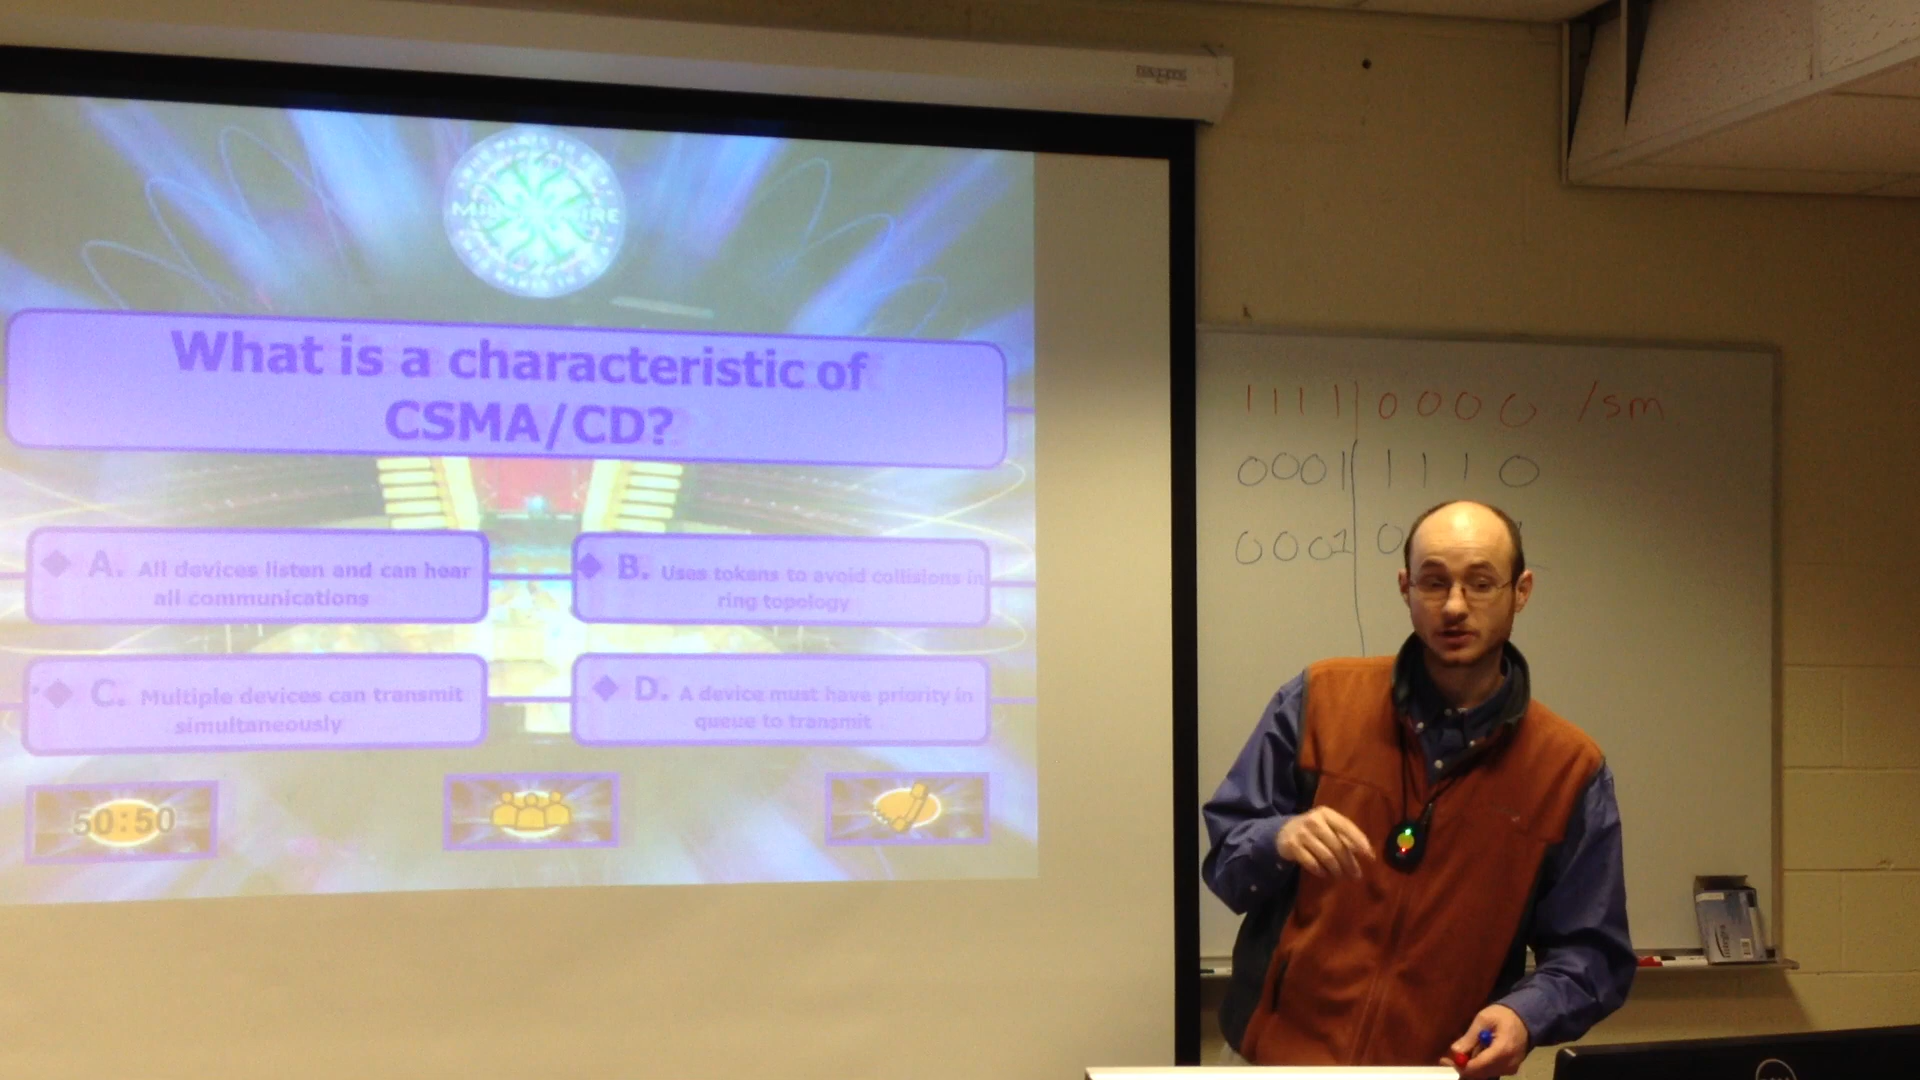 What is a characteristic of
CSMA/CD?
A. All devices listen and can hear
all communications
B. Uses tokens to avoid collisions in
ring topology
C. Multiple devices can transmit
simultaneously
D. A device must have priority in
queue to transmit
50:50
1111|0000 /sm
0001|1110
0001|0